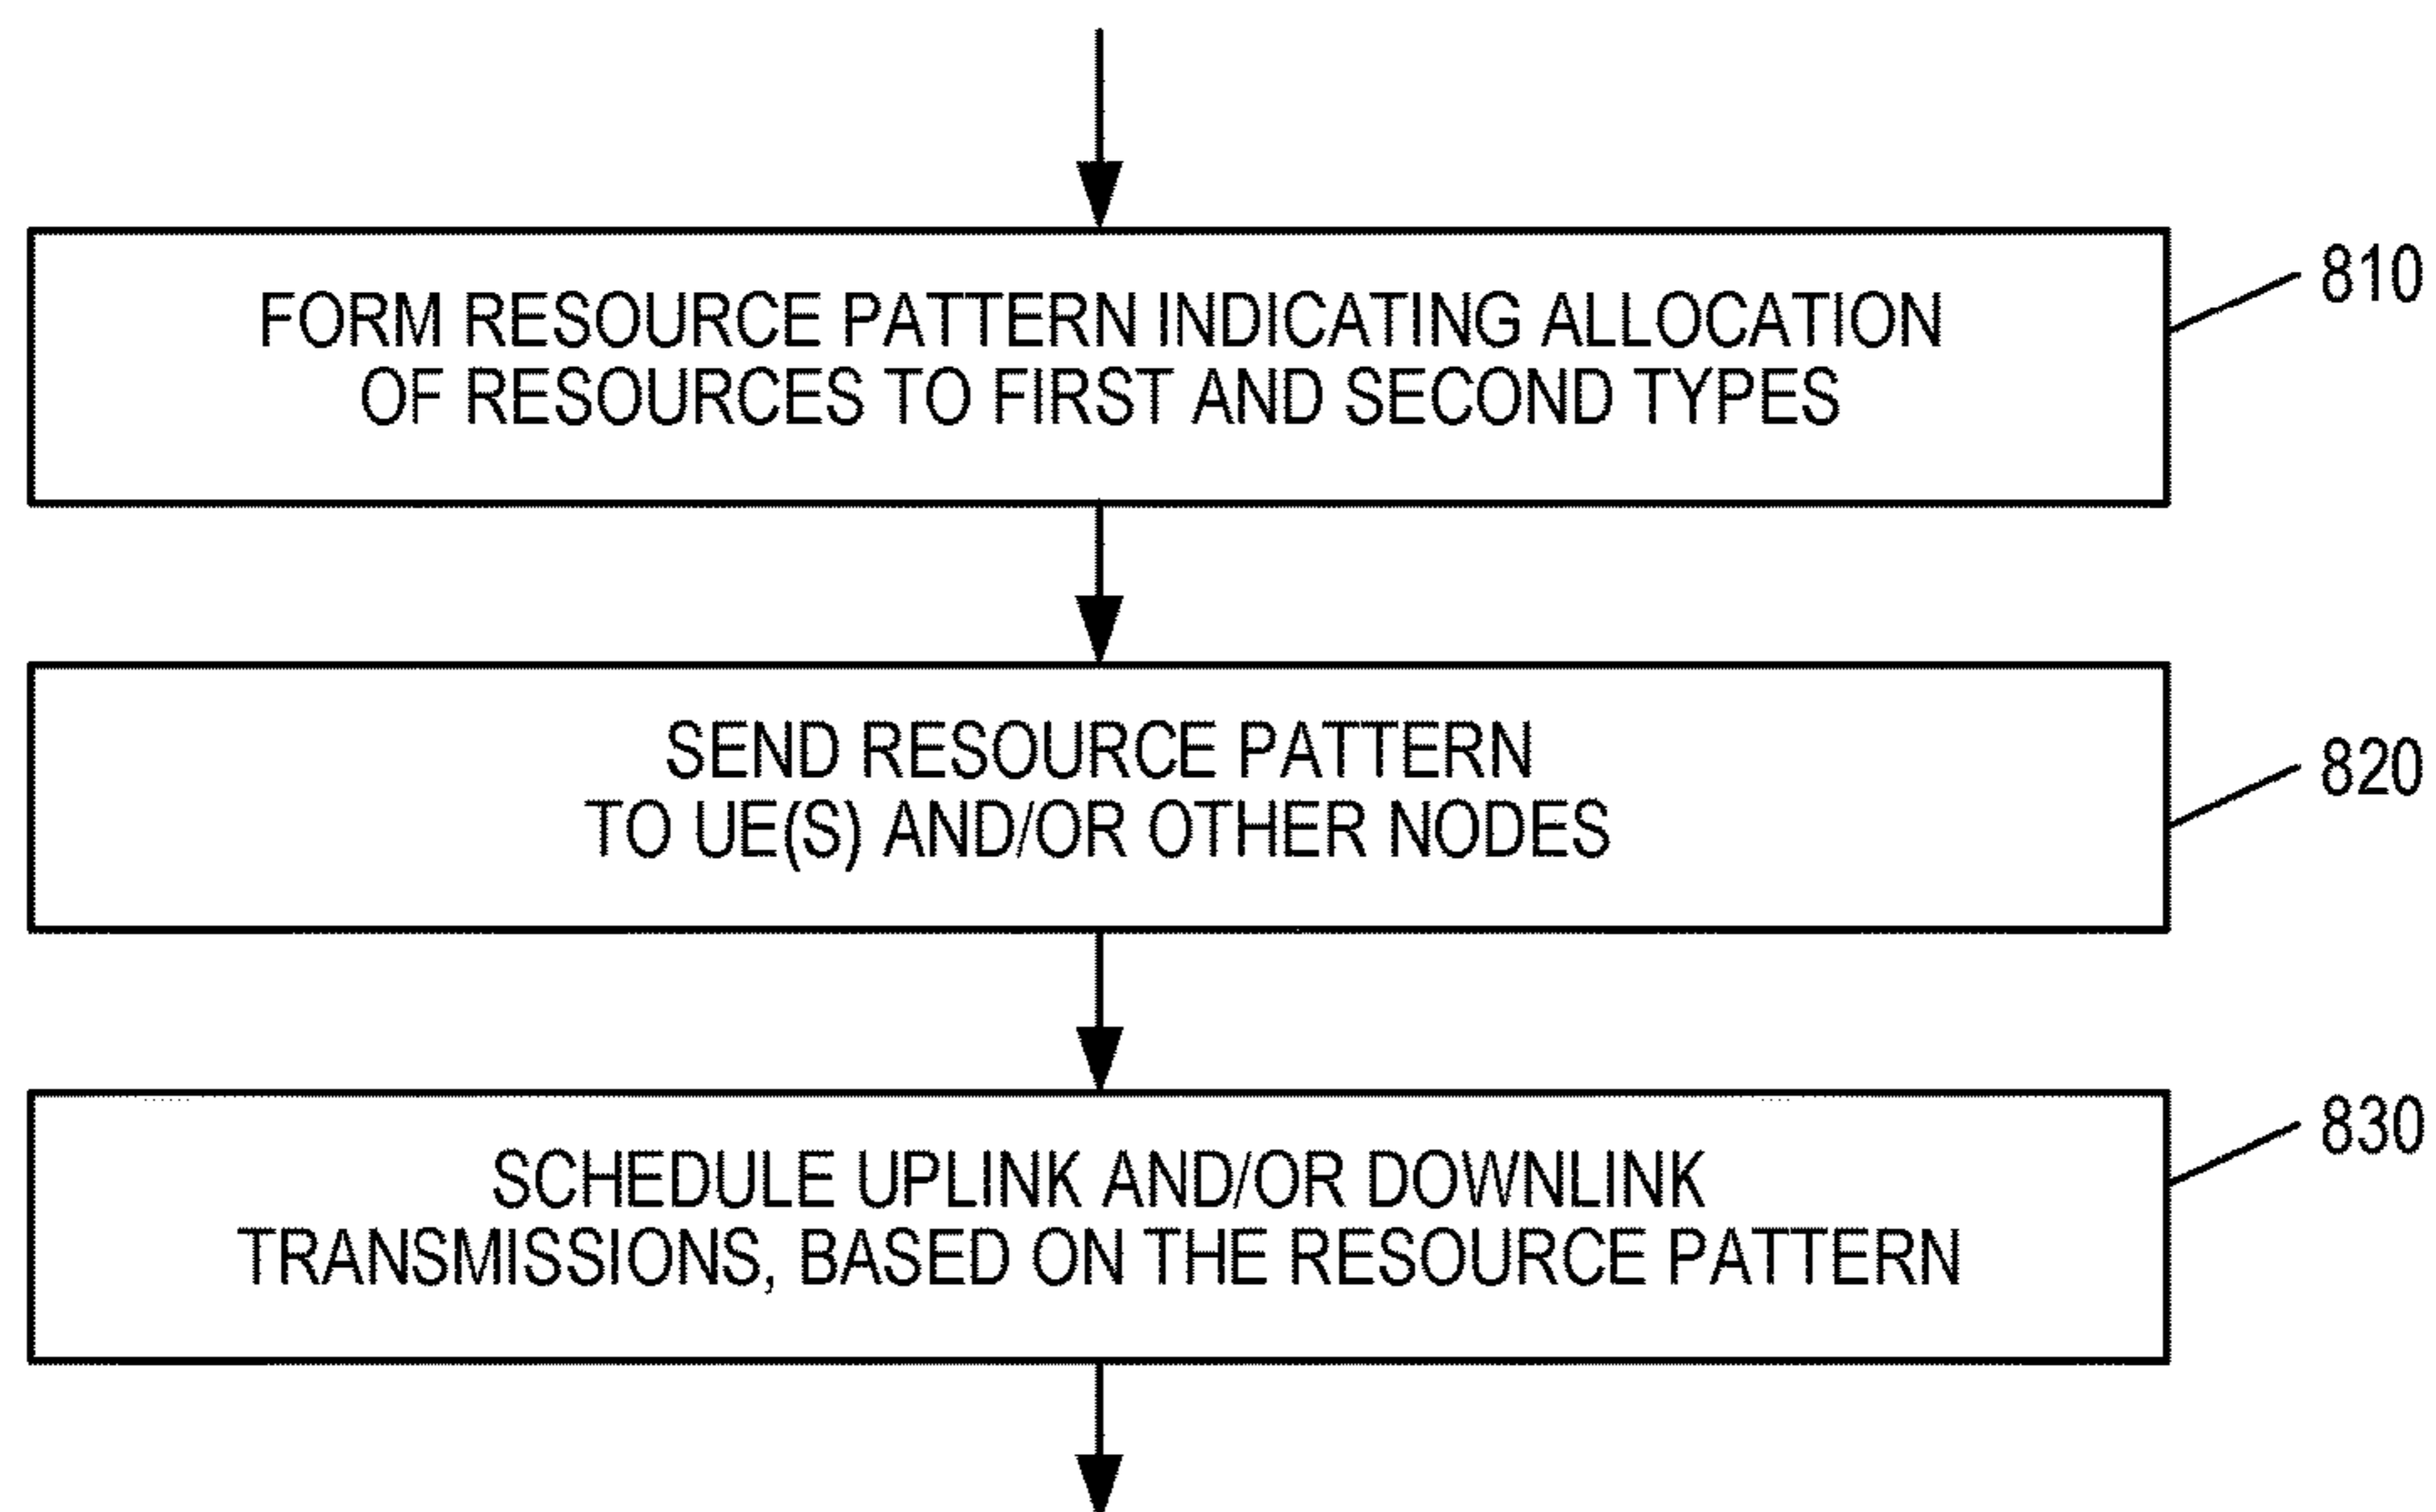 FORM RESOURCE PATTERN INDICATING ALLOCATION
OF RESOURCES TO FIRST AND SECOND TYPES
810
SEND RESOURCE PATTERN
TO UE(S) AND/OR OTHER NODES
820
SCHEDULE UPLINK AND/OR DOWNLINK
TRANSMISSIONS, BASED ON THE RESOURCE PATTERN
830